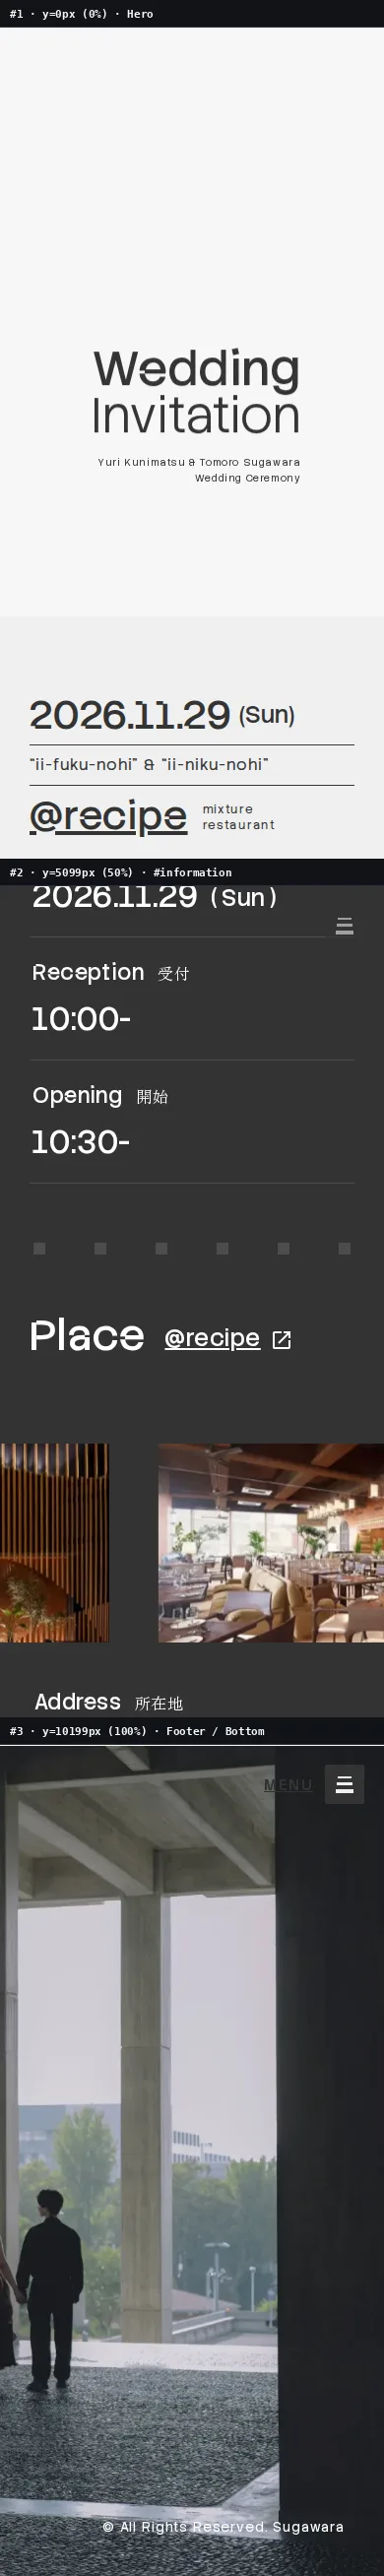 #1 · y=0px (0%) · Hero
Wedding
Invitation
Yuri Kunimatsu & Tomoro Sugawara
Wedding Ceremony
2026.11.29 (Sun)
"ii-fuku-nohi" & "ii-niku-nohi"
@recipe mixture
restaurant
#2 · y=5099px (50%) · #information
2026.11.29 (Sun)
Reception 受付
10:00-
Opening 開始
10:30-
Place @recipe
Address 所在地
#3 · y=10199px (100%) · Footer / Bottom
MENU
© All Rights Reserved. Sugawara